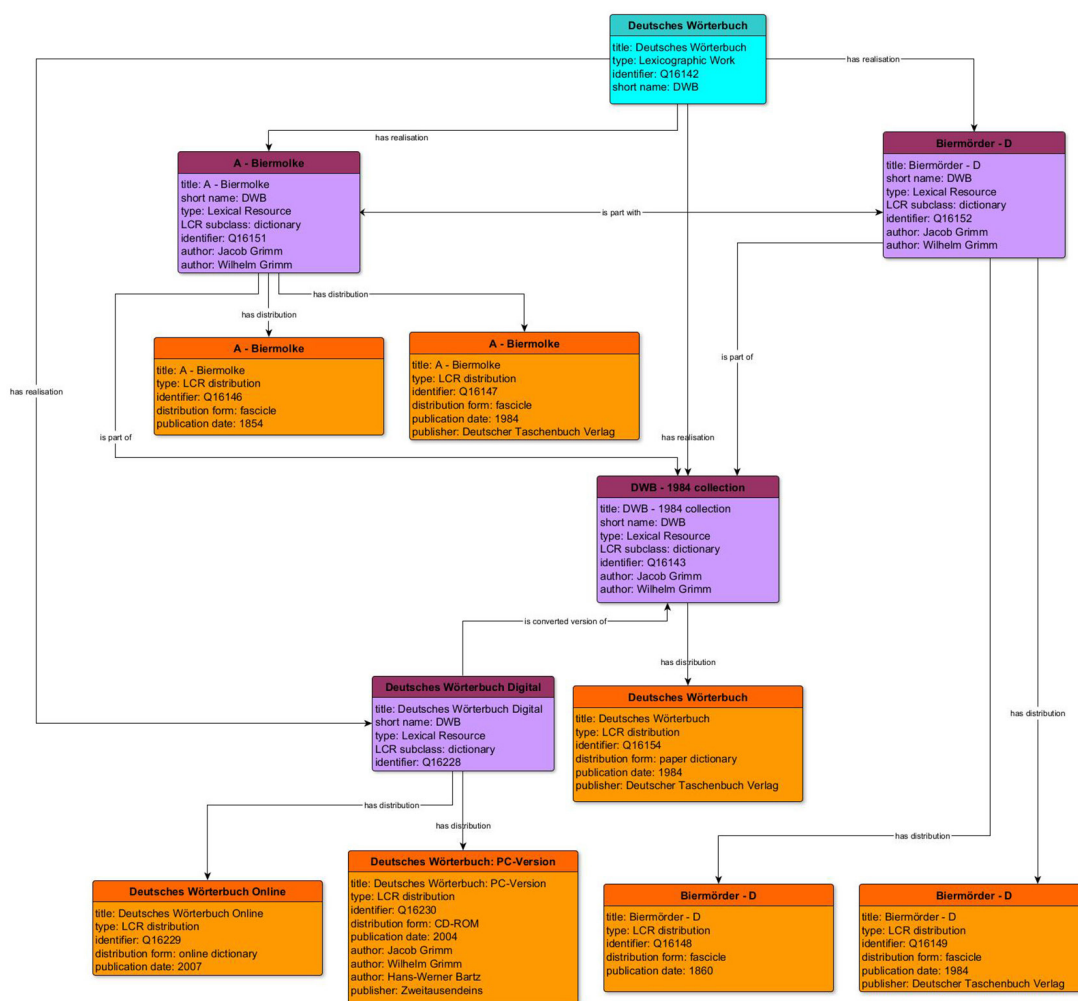 Deutsches Wörterbuch
title: Deutsches Wörterbuch
type: Lexicographic Work
identifier: Q16142
short name: DWB
has realisation
has realisation
A - Biermolke
title: A - Biermolke
short name: DWB
type: Lexical Resource
LCR subclass: dictionary
identifier: Q16151
author: Jacob Grimm
author: Wilhelm Grimm
Biermörder - D
title: Biermörder - D
short name: DWB
type: Lexical Resource
LCR subclass: dictionary
identifier: Q16152
author: Jacob Grimm
author: Wilhelm Grimm
is part with
has distribution
has distribution
A - Biermolke
title: A - Biermolke
type: LCR distribution
identifier: Q16146
distribution form: fascicle
publication date: 1854
A - Biermolke
title: A - Biermolke
type: LCR distribution
identifier: Q16147
distribution form: fascicle
publication date: 1984
publisher: Deutscher Taschenbuch Verlag
is part of
has realisation
is part of
has realisation
DWB - 1984 collection
title: DWB - 1984 collection
short name: DWB
type: Lexical Resource
LCR subclass: dictionary
identifier: Q16143
author: Jacob Grimm
author: Wilhelm Grimm
is converted version of
has distribution
Deutsches Wörterbuch Digital
title: Deutsches Wörterbuch Digital
short name: DWB
type: Lexical Resource
LCR subclass: dictionary
identifier: Q16228
Deutsches Wörterbuch
title: Deutsches Wörterbuch
type: LCR distribution
identifier: Q16154
distribution form: paper dictionary
publication date: 1984
publisher: Deutscher Taschenbuch Verlag
has distribution
has distribution
has distribution
has distribution
Deutsches Wörterbuch Online
title: Deutsches Wörterbuch Online
type: LCR distribution
identifier: Q16229
distribution form: online dictionary
publication date: 2007
Deutsches Wörterbuch: PC-Version
title: Deutsches Wörterbuch: PC-Version
type: LCR distribution
identifier: Q16230
distribution form: CD-ROM
publication date: 2004
author: Jacob Grimm
author: Wilhelm Grimm
author: Hans-Werner Bartz
publisher: Zweitausendeins
Biermörder - D
title: Biermörder - D
type: LCR distribution
identifier: Q16148
distribution form: fascicle
publication date: 1860
Biermörder - D
title: Biermörder - D
type: LCR distribution
identifier: Q16149
distribution form: fascicle
publication date: 1984
publisher: Deutscher Taschenbuch Verlag